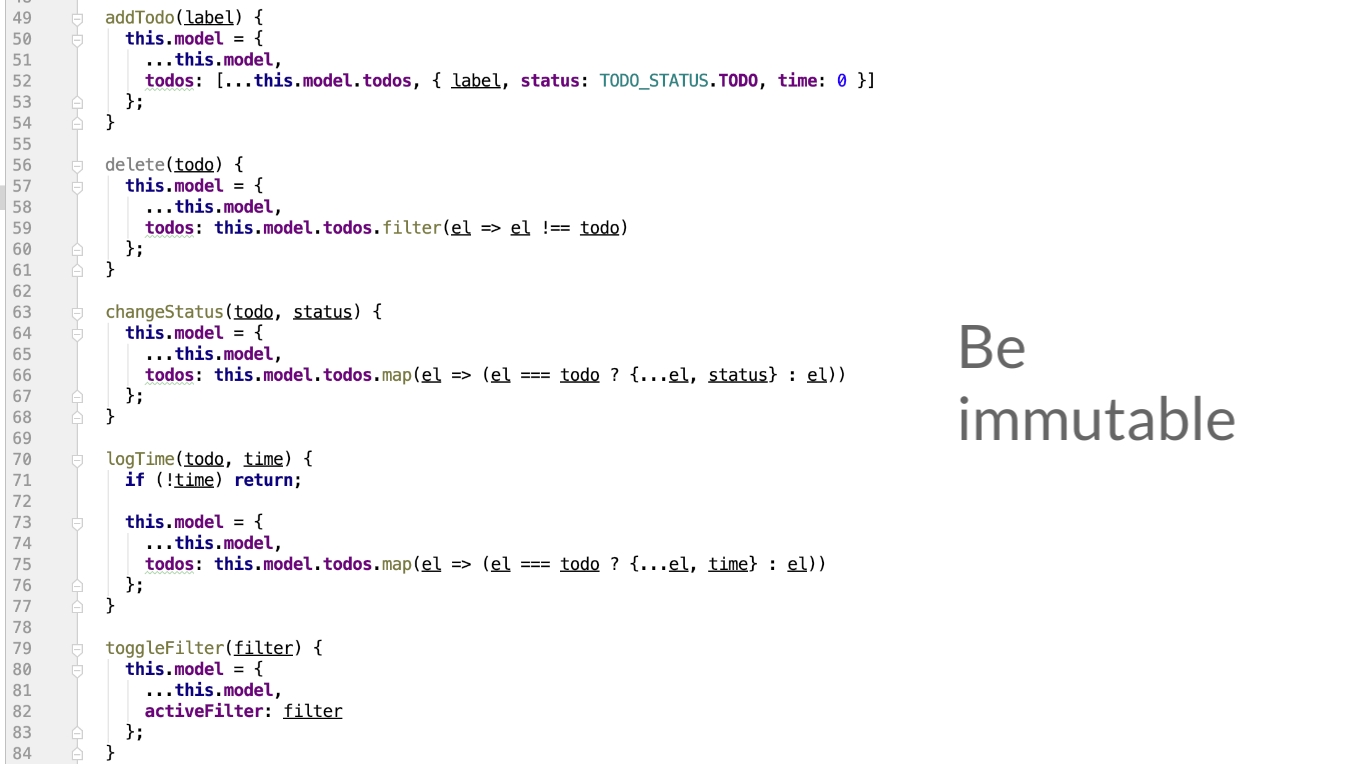 49 addTodo(label) {
50 this.model = {
51 ...this.model,
52 todos: [...this.model.todos, { label, status: TODO_STATUS.TODO, time: 0 }]
53 };
54 }
55
56 delete(todo) {
57 this.model = {
58 ...this.model,
59 todos: this.model.todos.filter(el => el !== todo)
60 };
61 }
62
63 changeStatus(todo, status) {
64 this.model = {
65 ...this.model,
66 todos: this.model.todos.map(el => (el === todo ? {...el, status} : el))
67 };
68 }
69
70 logTime(todo, time) {
71 if (!time) return;
72
73 this.model = {
74 ...this.model,
75 todos: this.model.todos.map(el => (el === todo ? {...el, time} : el))
76 };
77 }
78
79 toggleFilter(filter) {
80 this.model = {
81 ...this.model,
82 activeFilter: filter
83 };
84 }
Be
immutable